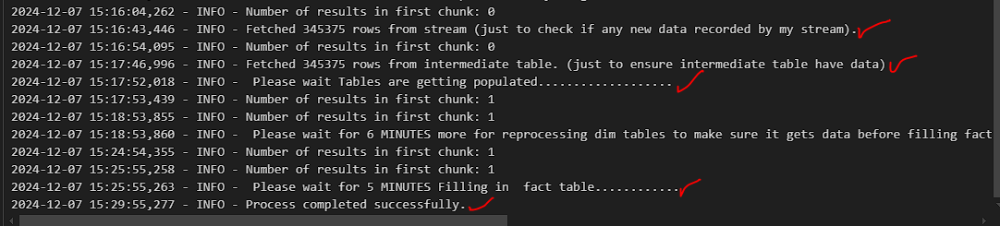 2024-12-07 15:16:04,262 - INFO - Number of results in first chunk: 0
2024-12-07 15:16:43,446 - INFO - Fetched 345375 rows from stream (just to check if any new data recorded by my stream).
2024-12-07 15:16:54,095 - INFO - Number of results in first chunk: 0
2024-12-07 15:17:46,996 - INFO - Fetched 345375 rows from intermediate table. (just to ensure intermediate table have data)
2024-12-07 15:17:52,018 - INFO -  Please wait Tables are getting populated...................
2024-12-07 15:17:53,439 - INFO - Number of results in first chunk: 1
2024-12-07 15:18:53,855 - INFO - Number of results in first chunk: 1
2024-12-07 15:18:53,860 - INFO -  Please wait for 6 MINUTES more for reprocessing dim tables to make sure it gets data before filling fact
2024-12-07 15:24:54,355 - INFO - Number of results in first chunk: 1
2024-12-07 15:25:55,258 - INFO - Number of results in first chunk: 1
2024-12-07 15:25:55,263 - INFO -  Please wait for 5 MINUTES Filling in  fact table............
2024-12-07 15:29:55,277 - INFO - Process completed successfully.